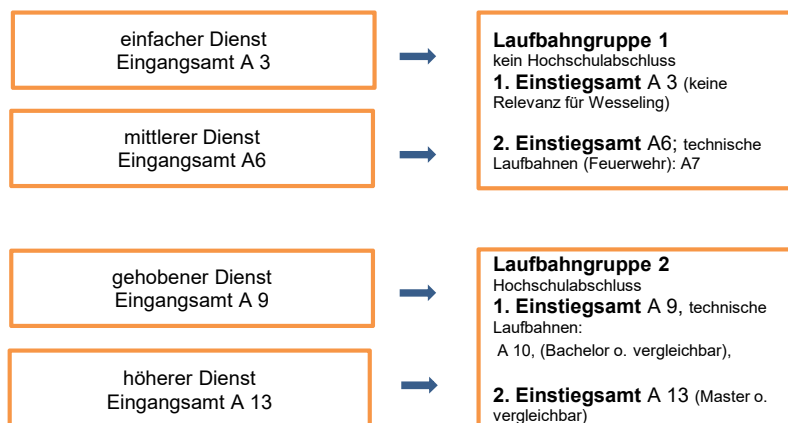 einfacher Dienst
Eingangsamt A 3
Laufbahngruppe 1
kein Hochschulabschluss
1. Einstiegsamt A 3 (keine
Relevanz für Wesseling)
mittlerer Dienst
Eingangsamt A6
2. Einstiegsamt A6; technische
Laufbahnen (Feuerwehr): A7
gehobener Dienst
Eingangsamt A 9
Laufbahngruppe 2
Hochschulabschluss
1. Einstiegsamt A 9, technische
Laufbahnen:
A 10, (Bachelor o. vergleichbar),
höherer Dienst
Eingangsamt A 13
2. Einstiegsamt A 13 (Master o.
vergleichbar)